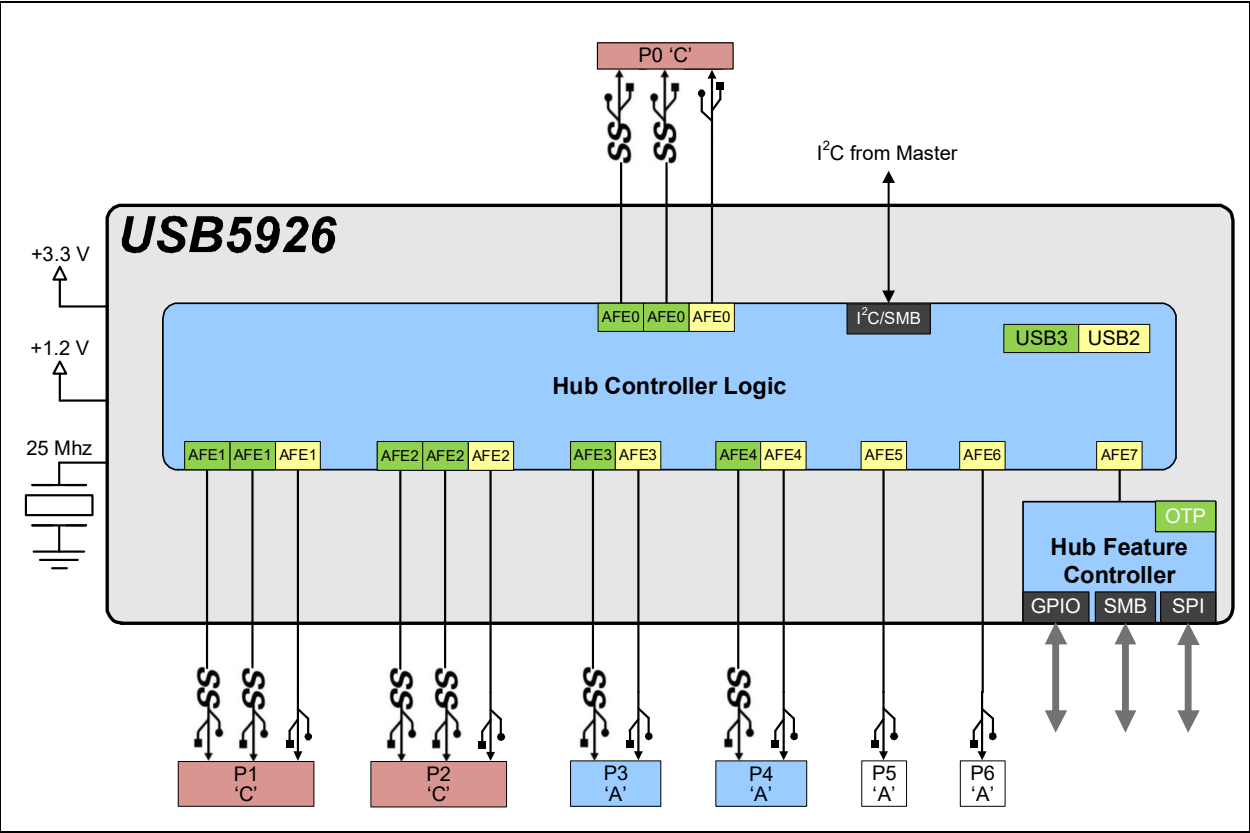 P0 ‘C’
SS SS
I²C from Master
USB5926
+3.3 V
AFE0 AFE0 AFE0
I²C/SMB
USB3 USB2
+1.2 V
Hub Controller Logic
25 Mhz
AFE1 AFE1 AFE1
AFE2 AFE2 AFE2
AFE3 AFE3
AFE4 AFE4
AFE5
AFE6
AFE7
OTP
Hub Feature
Controller
GPIO SMB SPI
SS SS SS SS SS SS
P1
‘C’
P2
‘C’
P3
‘A’
P4
‘A’
P5
‘A’
P6
‘A’